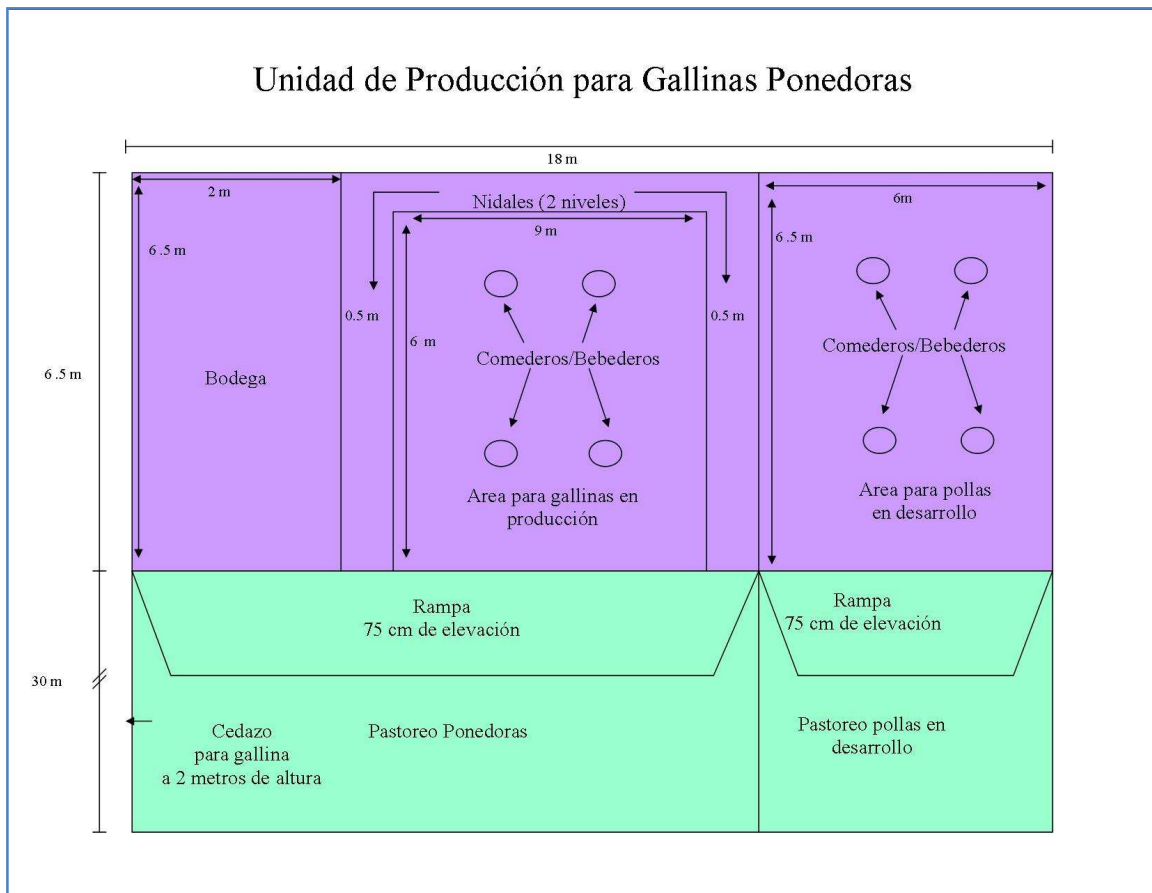 Unidad de Producción para Gallinas Ponedoras
18 m
2 m
Nidales (2 niveles)
6m
9 m
6 .5 m
6.5 m
0.5 m
6 m
0.5 m
Comederos/Bebederos
Comederos/Bebederos
6 .5 m
Bodega
Area para gallinas en
producción
Area para pollas
en desarrollo
Rampa
75 cm de elevación
Rampa
75 cm de elevación
30 m
Cedazo
para gallina
a 2 metros de altura
Pastoreo Ponedoras
Pastoreo pollas en
desarrollo